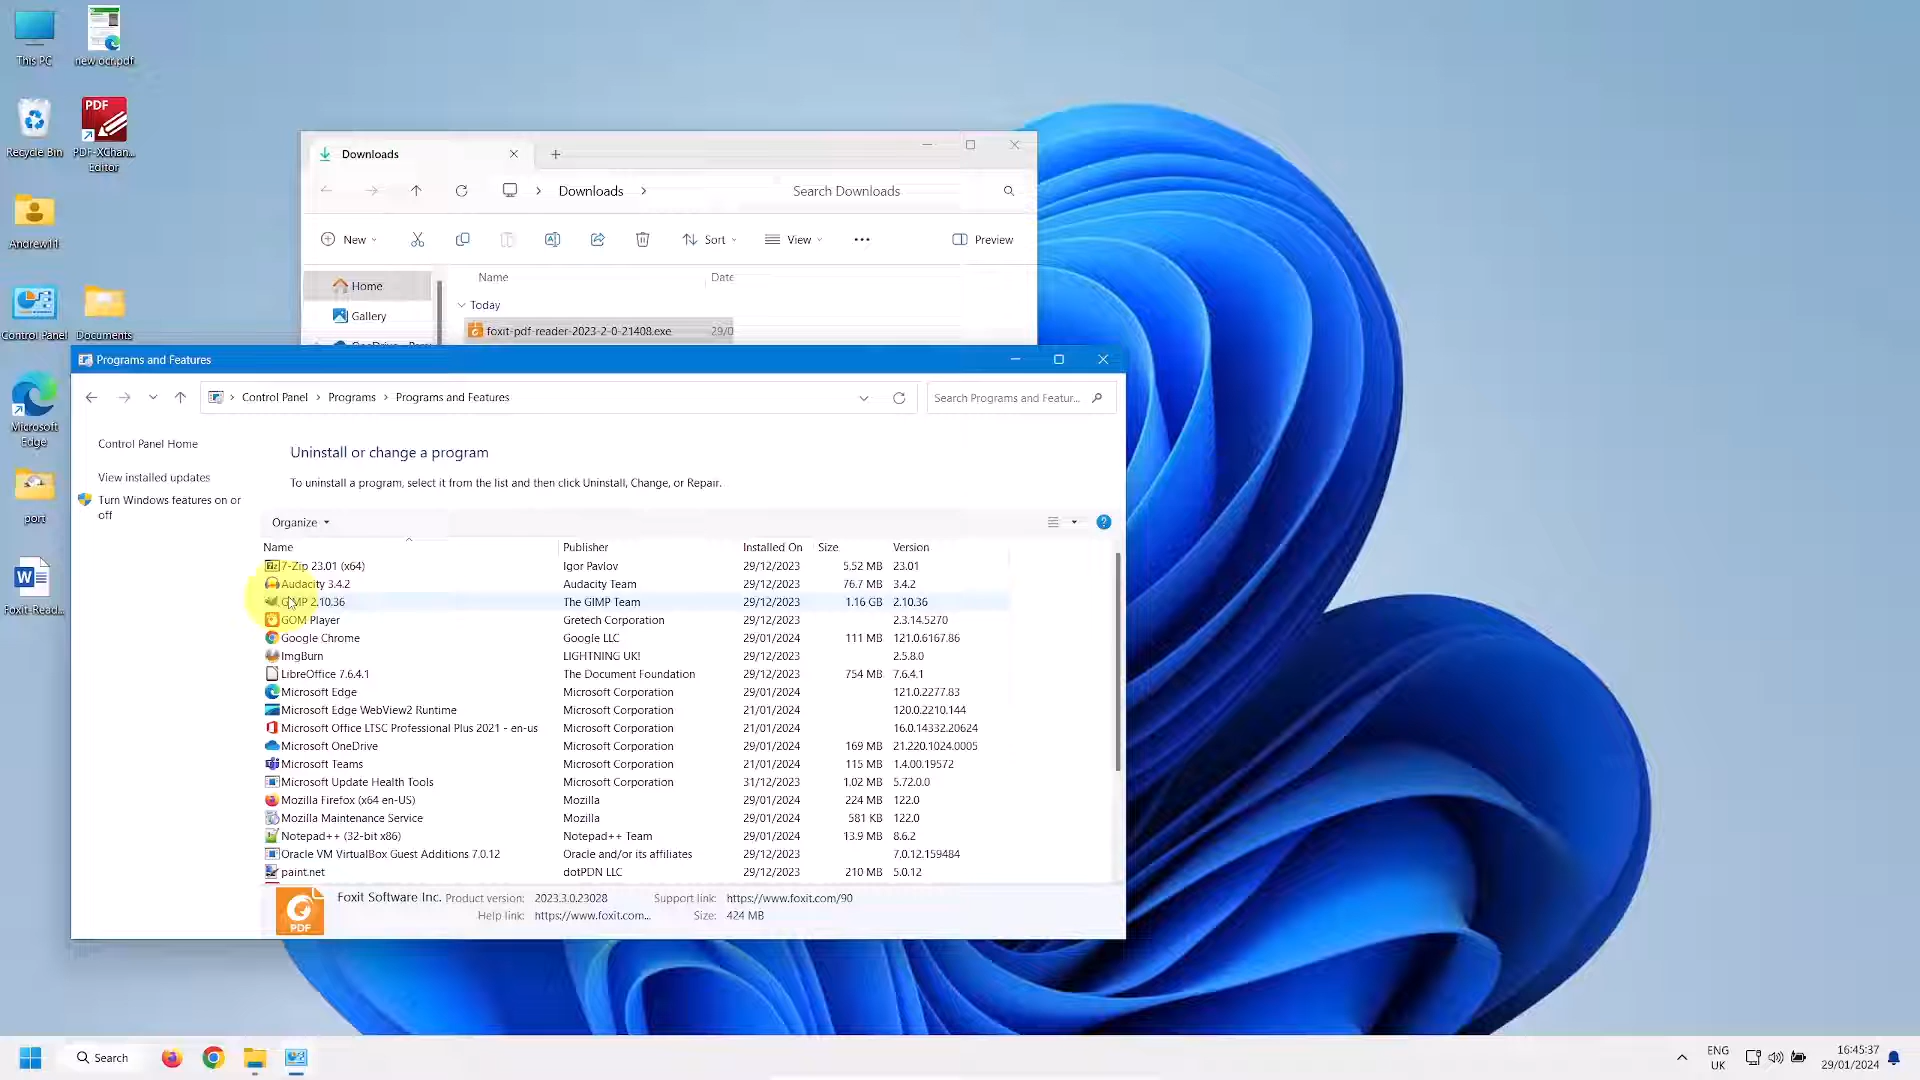 This PC
new ocr.pdf
PDF
Recycle Bin
PDF-XChan...
Editor
Andrew111
Control Panel
Documents
Microsoft
Edge
port
Foxit-Read...
Downloads
Downloads
Search Downloads
New
Sort
View
Preview
Home
Gallery
Name
Date
Today
foxit-pdf-reader-2023-2-0-21408.exe
29/0
Programs and Features
Control Panel
Programs
Programs and Features
Search Programs and Featur...
Control Panel Home
View installed updates
Turn Windows features on or
off
Uninstall or change a program
To uninstall a program, select it from the list and then click Uninstall, Change, or Repair.
Organize
Name Publisher Installed On Size Version
7-Zip 23.01 (x64) Igor Pavlov 29/12/2023 5.52 MB 23.01
Audacity 3.4.2 Audacity Team 29/12/2023 76.7 MB 3.4.2
GIMP 2.10.36 The GIMP Team 29/12/2023 1.16 GB 2.10.36
GOM Player Gretech Corporation 29/12/2023 2.3.14.5270
Google Chrome Google LLC 29/01/2024 111 MB 121.0.6167.86
ImgBurn LIGHTNING UK! 29/12/2023 2.5.8.0
LibreOffice 7.6.4.1 The Document Foundation 29/12/2023 754 MB 7.6.4.1
Microsoft Edge Microsoft Corporation 29/01/2024 121.0.2277.83
Microsoft Edge WebView2 Runtime Microsoft Corporation 21/01/2024 120.0.2210.144
Microsoft Office LTSC Professional Plus 2021 - en-us Microsoft Corporation 21/01/2024 16.0.14332.20624
Microsoft OneDrive Microsoft Corporation 29/01/2024 169 MB 21.220.1024.0005
Microsoft Teams Microsoft Corporation 21/01/2024 115 MB 1.4.00.19572
Microsoft Update Health Tools Microsoft Corporation 31/12/2023 1.02 MB 5.72.0.0
Mozilla Firefox (x64 en-US) Mozilla 29/01/2024 224 MB 122.0
Mozilla Maintenance Service Mozilla 29/01/2024 581 KB 122.0
Notepad++ (32-bit x86) Notepad++ Team 29/01/2024 13.9 MB 8.6.2
Oracle VM VirtualBox Guest Additions 7.0.12 Oracle and/or its affiliates 29/12/2023 7.0.12.159484
paint.net dotPDN LLC 29/12/2023 210 MB 5.0.12
PDF
Foxit Software Inc. Product version: 2023.3.0.23028 Support link: https://www.foxit.com/90
Help link: https://www.foxit.com... Size: 424 MB
Search
ENG
UK
16:45:37
29/01/2024